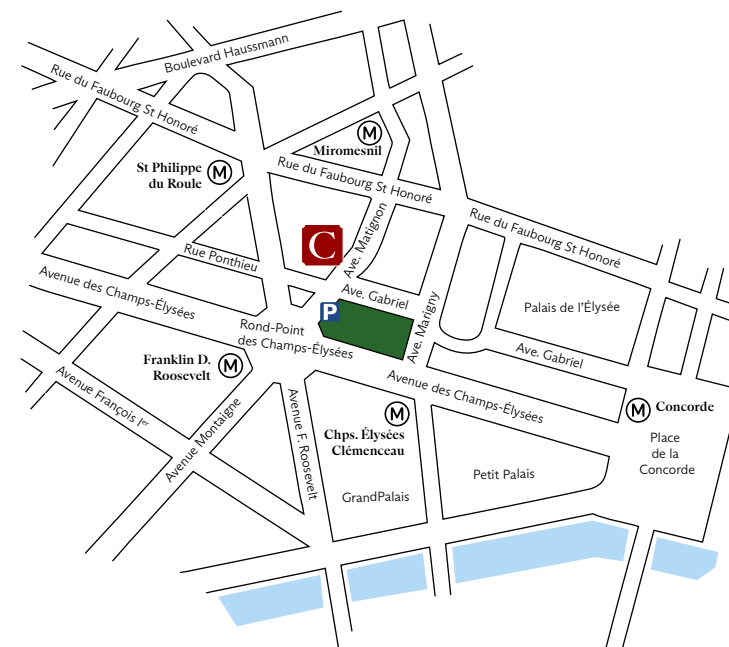 Boulevard Haussmann
Rue du Faubourg St Honoré
M
Miromesnil
St Philippe
du Roule
M
Rue du Faubourg St Honoré
Rue du Faubourg St Honoré
C
Ave. Matignon
Rue Ponthieu
Avenue des Champs-Élysées
Ave. Gabriel
P
Palais de l'Élysée
Rond-Point
des Champs-Élysées
Ave. Marigny
Ave. Gabriel
Franklin D.
Roosevelt
M
Avenue François Ier
Avenue des Champs-Élysées
Avenue Montaigne
Avenue F. Roosevelt
M
Chps. Élysées
Clémenceau
M
Concorde
Place
de la
Concorde
Petit Palais
GrandPalais